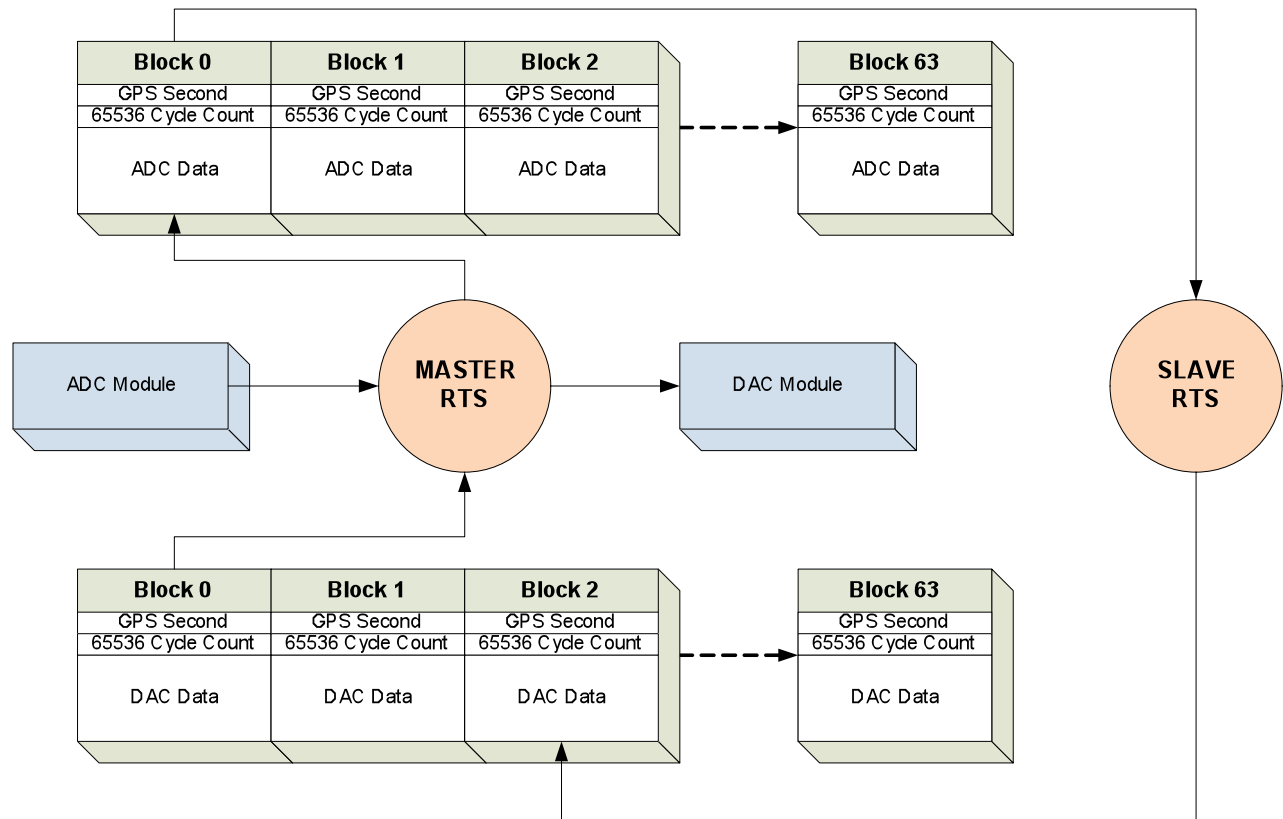 Block 0 Block 1 Block 2 Block 63
GPS Second GPS Second GPS Second GPS Second
65536 Cycle Count 65536 Cycle Count 65536 Cycle Count 65536 Cycle Count
ADC Data ADC Data ADC Data ADC Data
ADC Module
MASTER
RTS
DAC Module
SLAVE
RTS
Block 0 Block 1 Block 2 Block 63
GPS Second GPS Second GPS Second GPS Second
65536 Cycle Count 65536 Cycle Count 65536 Cycle Count 65536 Cycle Count
DAC Data DAC Data DAC Data DAC Data